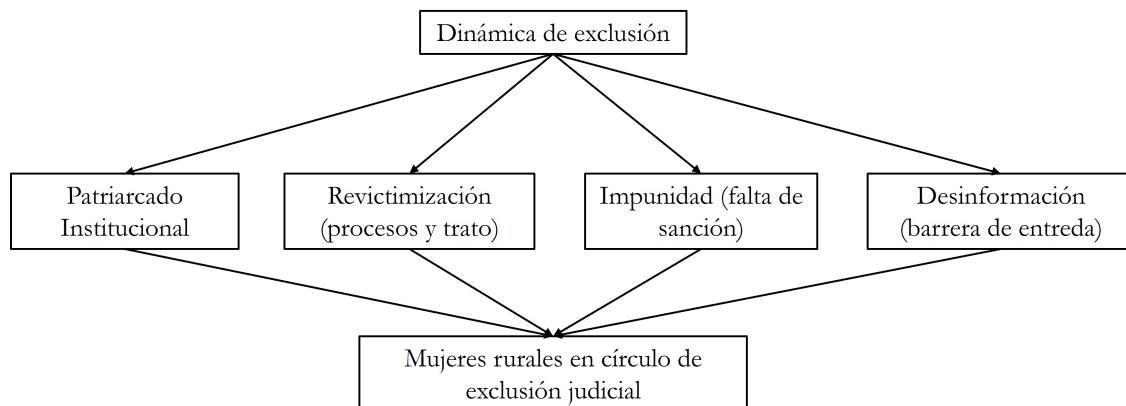 Dinámica de exclusión
Patriarcado
Institucional
Revictimización
(procesos y trato)
Impunidad (falta de
sanción)
Desinformación
(barrera de entreda)
Mujeres rurales en círculo de
exclusión judicial